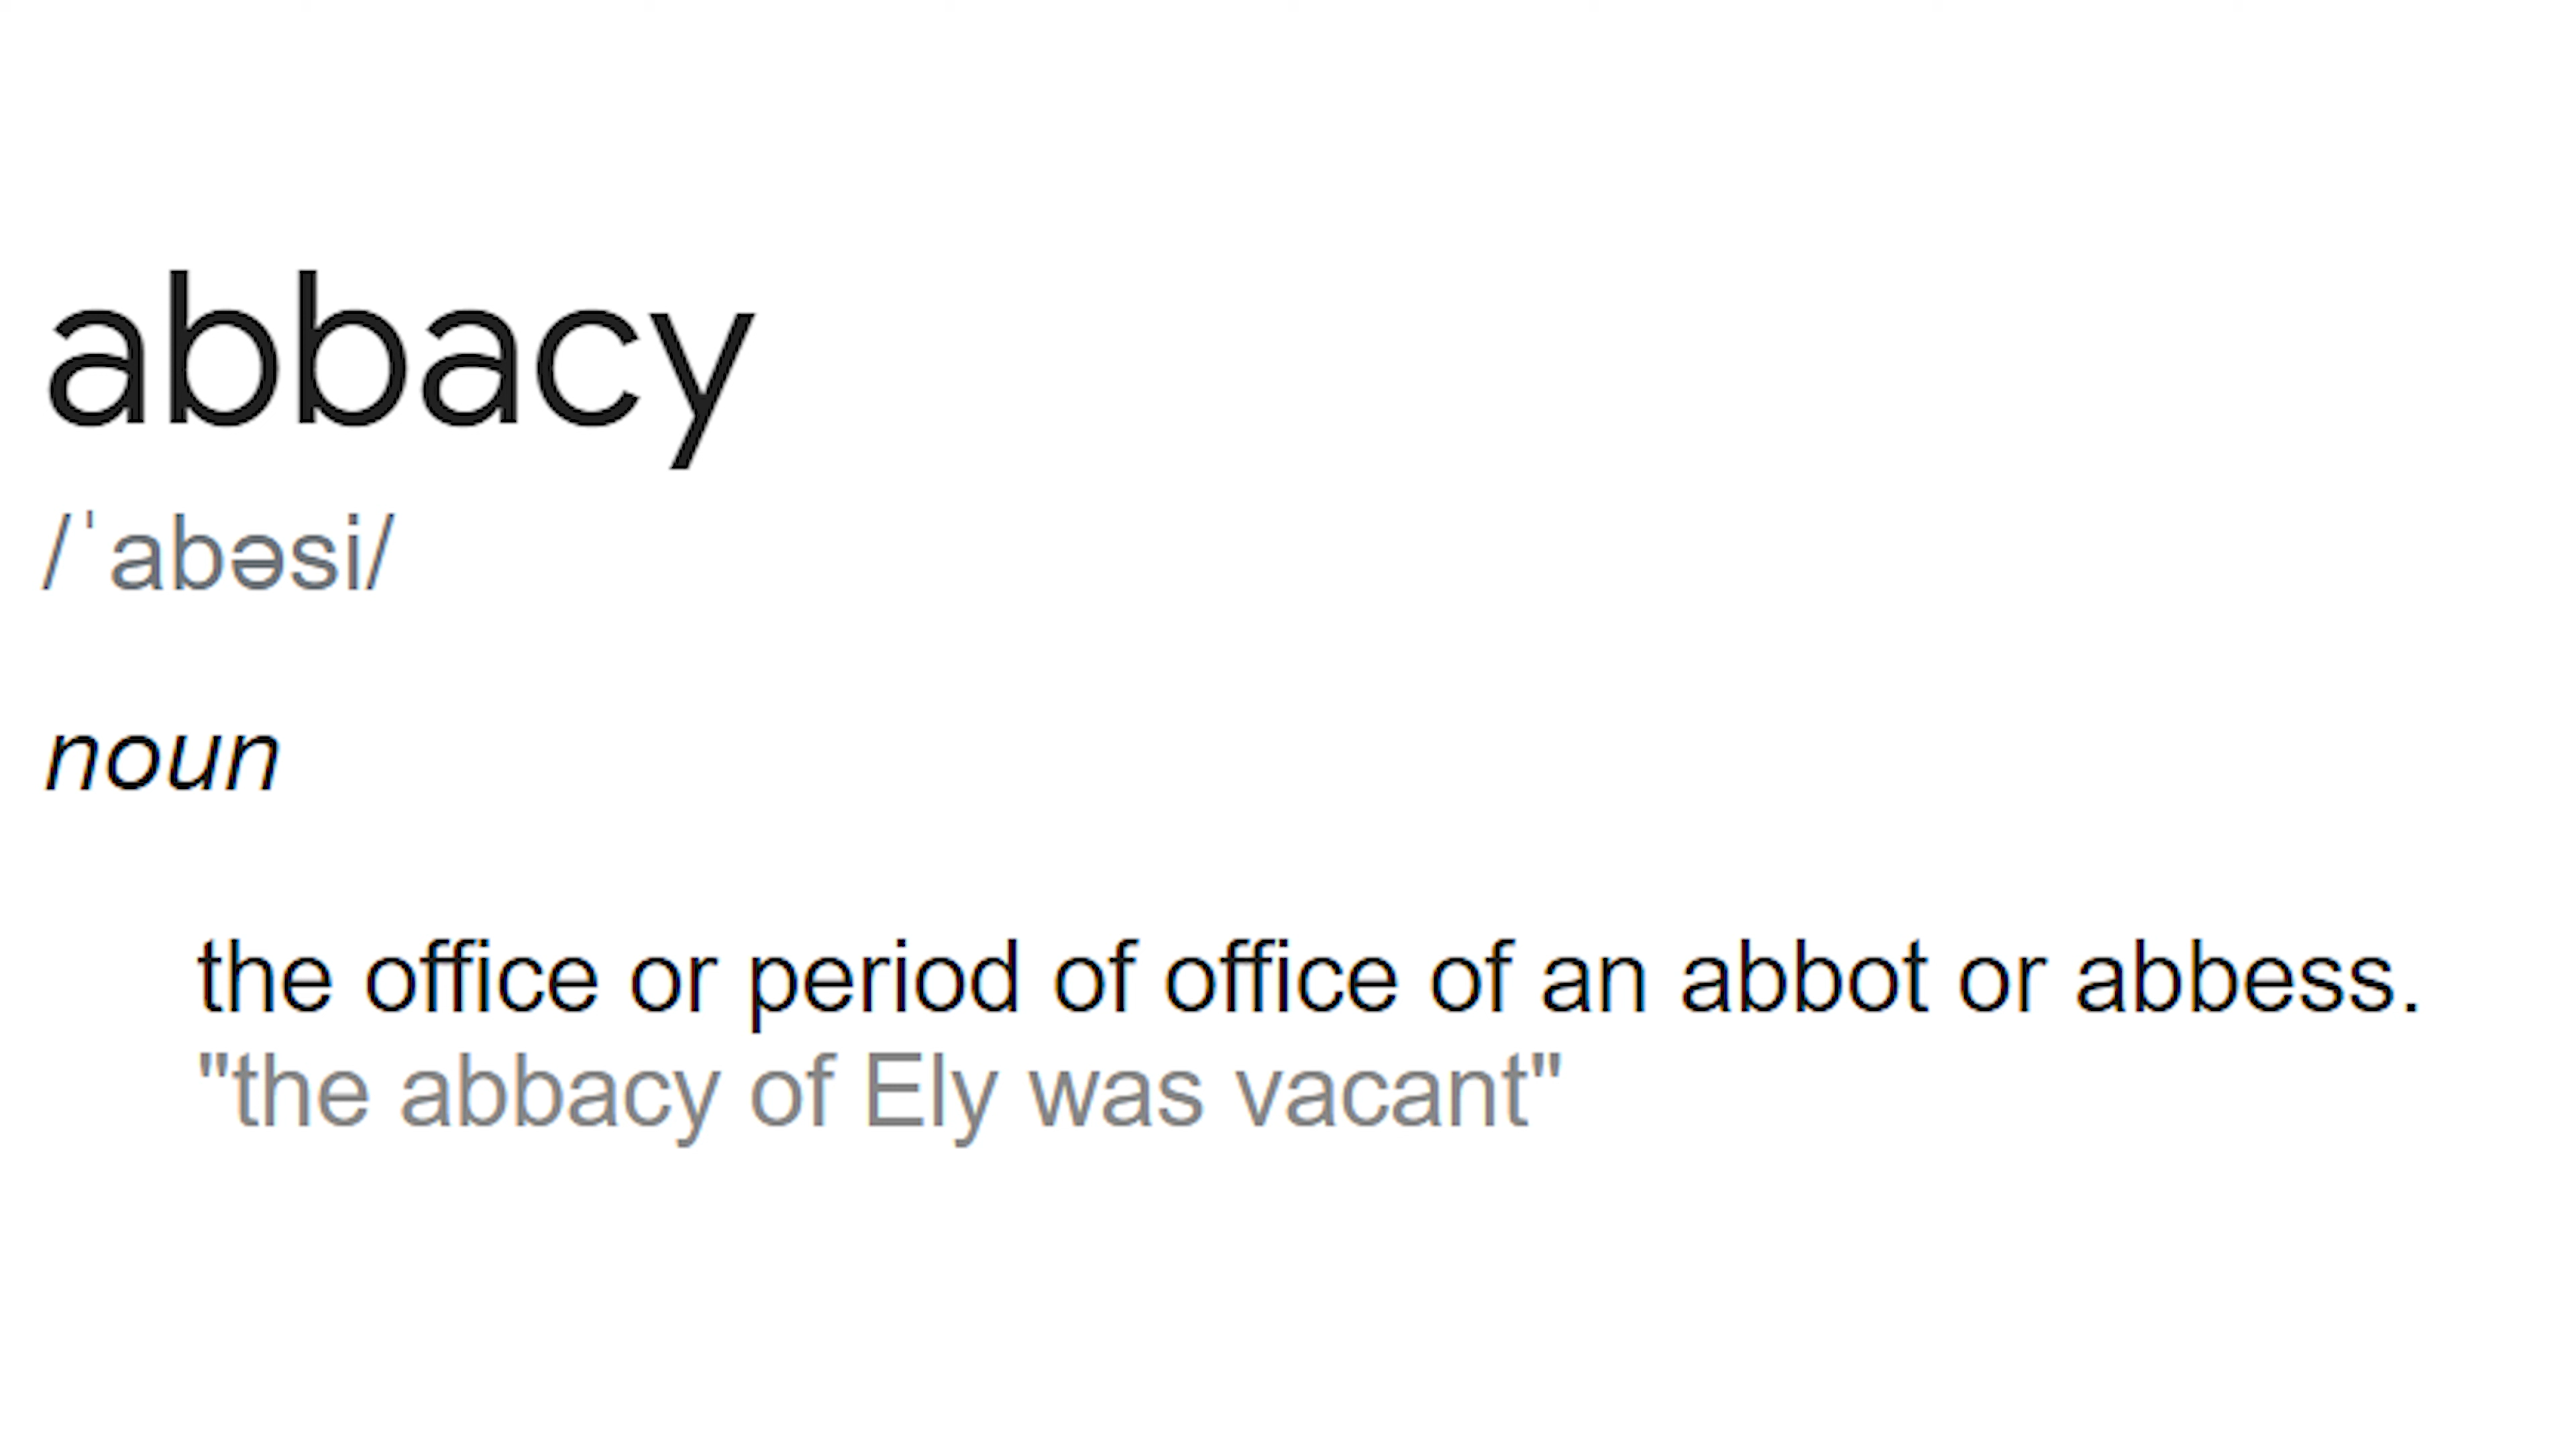 abbacy
/ˈabəsi/
noun
the office or period of office of an abbot or abbess.
"the abbacy of Ely was vacant"